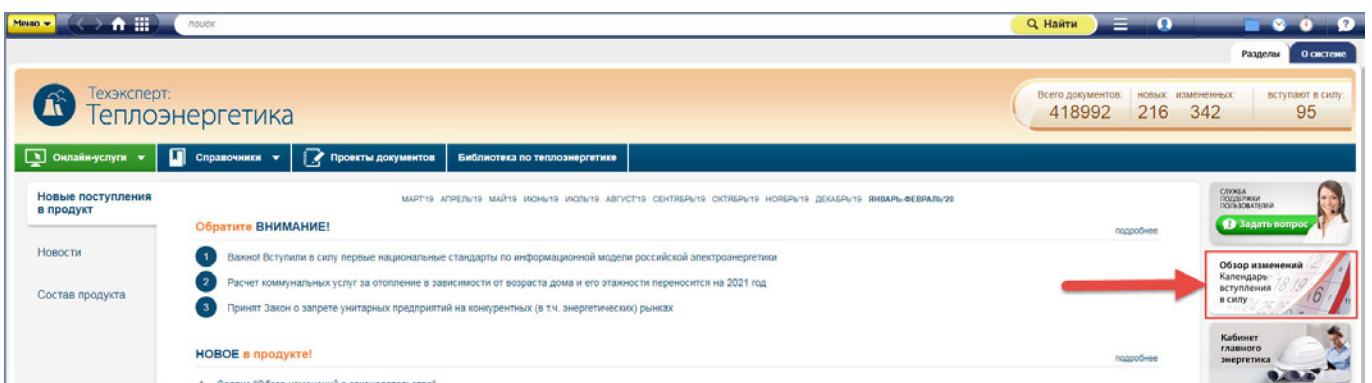 Меню
поиск
Найти
Разделы
О системе
Техэксперт:
Теплоэнергетика
Всего документов: новых: измененных: вступают в силу:
418992 216 342 95
Онлайн-услуги
Справочники
Проекты документов
Библиотека по теплоэнергетике
Новые поступления
в продукт
Новости
Состав продукта
МАРТ'19 АПРЕЛЬ'19 МАЙ'19 ИЮНЬ'19 ИЮЛЬ'19 АВГУСТ'19 СЕНТЯБРЬ'19 ОКТЯБРЬ'19 НОЯБРЬ'19 ДЕКАБРЬ'19 ЯНВАРЬ-ФЕВРАЛЬ'20
Обратите ВНИМАНИЕ!
подробнее
1 Важно! Вступили в силу первые национальные стандарты по информационной модели российской электроэнергетики
2 Расчет коммунальных услуг за отопление в зависимости от возраста дома и его этажности переносится на 2021 год
3 Принят Закон о запрете унитарных предприятий на конкурентных (в т.ч. энергетических) рынках
НОВОЕ в продукте!
подробнее
СЛУЖБА
ПОДДЕРЖКИ
ПОЛЬЗОВАТЕЛЕЙ
Задать вопрос
Обзор изменений
Календарь
вступления
в силу
Кабинет
главного
энергетика